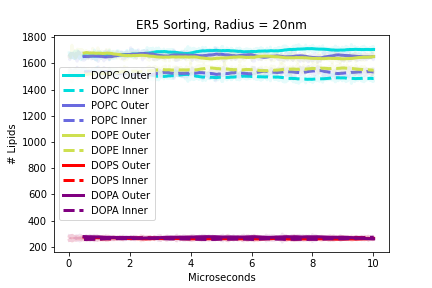 ER5 Sorting, Radius = 20nm
1800
1600
1400
1200
1000
800
600
400
200
# Lipids
DOPC Outer
DOPC Inner
POPC Outer
POPC Inner
DOPE Outer
DOPE Inner
DOPS Outer
DOPS Inner
DOPA Outer
DOPA Inner
0 2 4 6 8 10
Microseconds